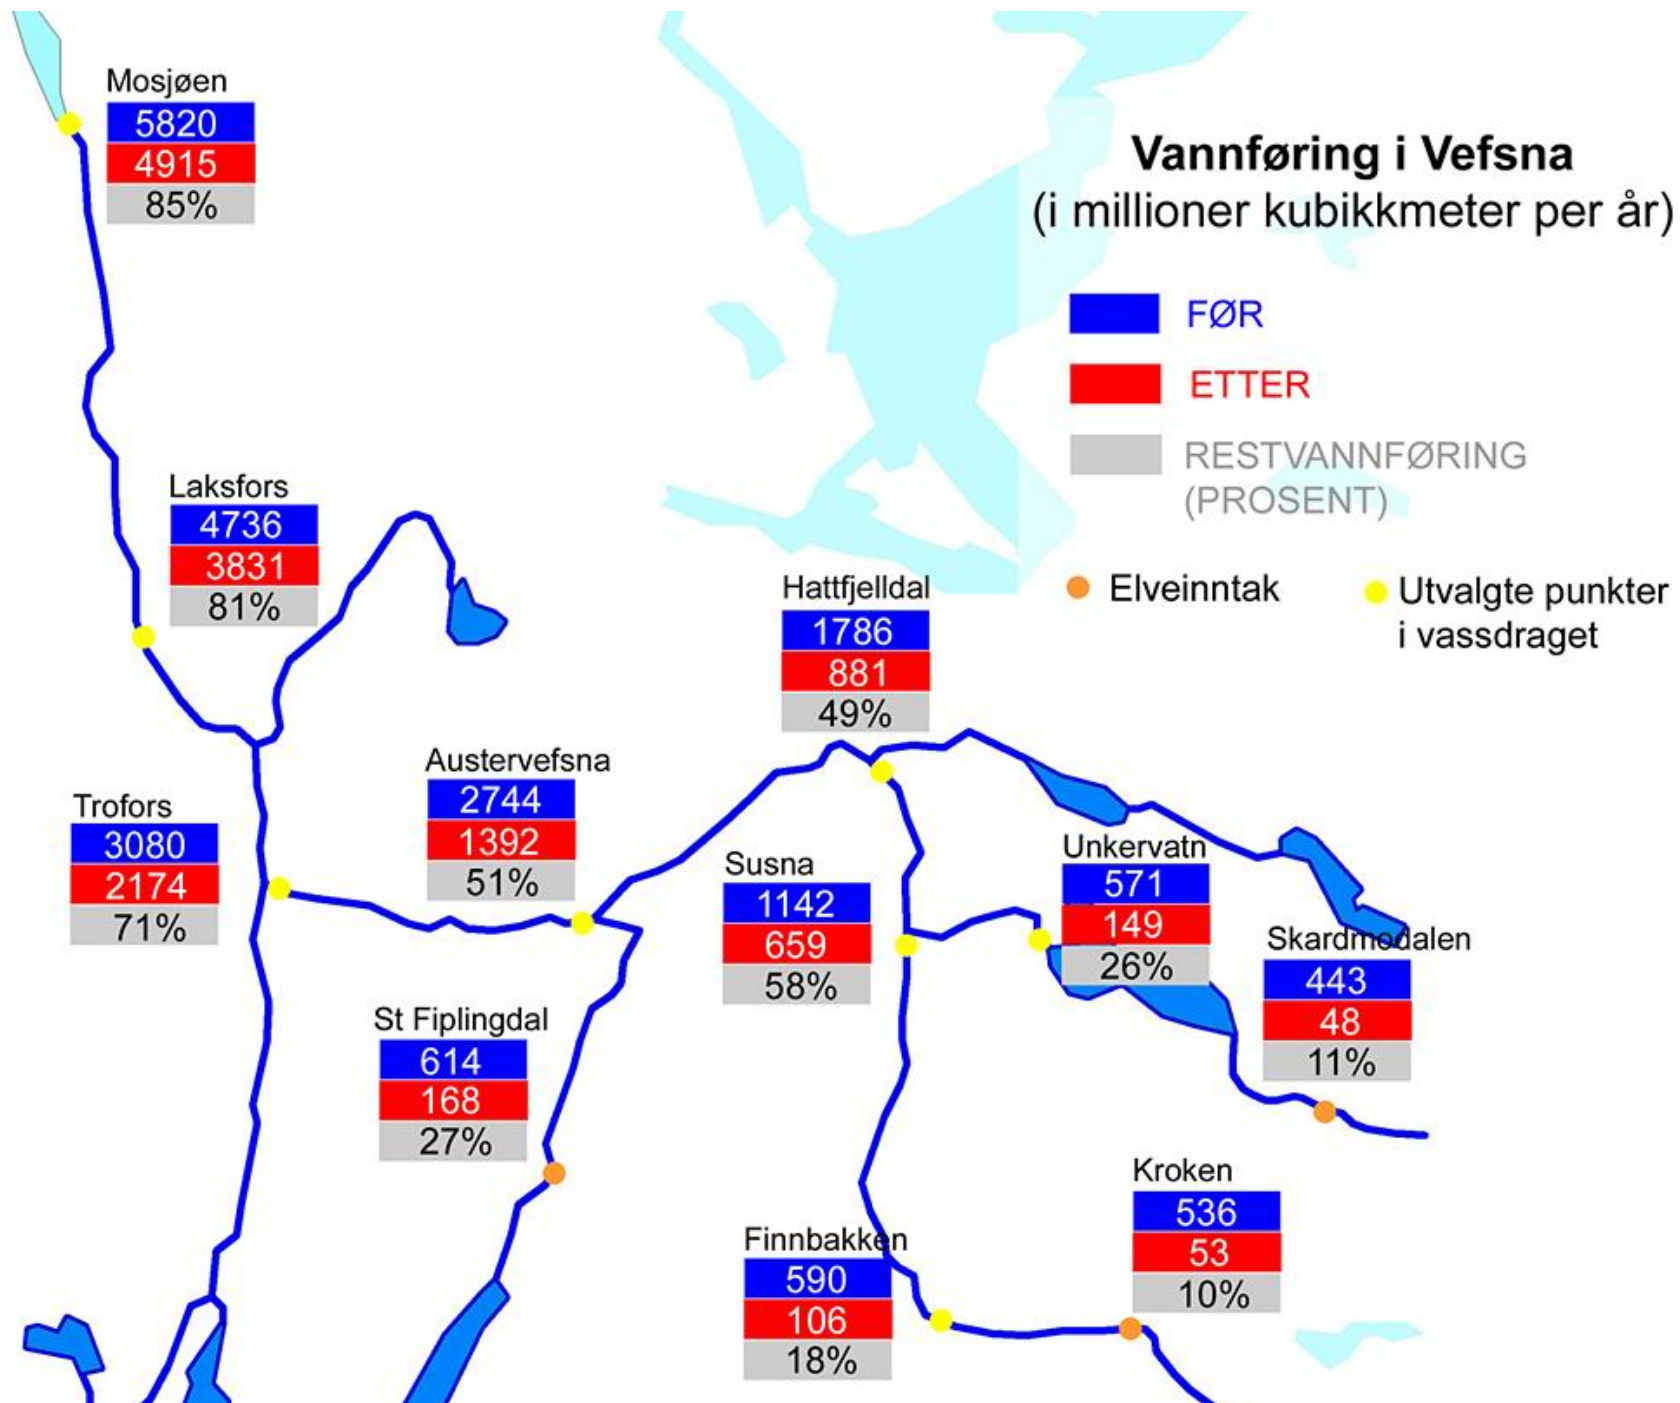 Mosjøen
5820
4915
85%
Vannføring i Vefsna
(i millioner kubikkmeter per år)
FØR
ETTER
RESTVANNFØRING
(PROSENT)
Elveinntak
Utvalgte punkter
i vassdraget
Laksfors
4736
3831
81%
Hattfjelldal
1786
881
49%
Austervefsna
2744
1392
51%
Trofors
3080
2174
71%
Susna
1142
659
58%
Unkervatn
571
149
26%
Skardmodalen
443
48
11%
St Fiplingdal
614
168
27%
Kroken
536
53
10%
Finnbakken
590
106
18%